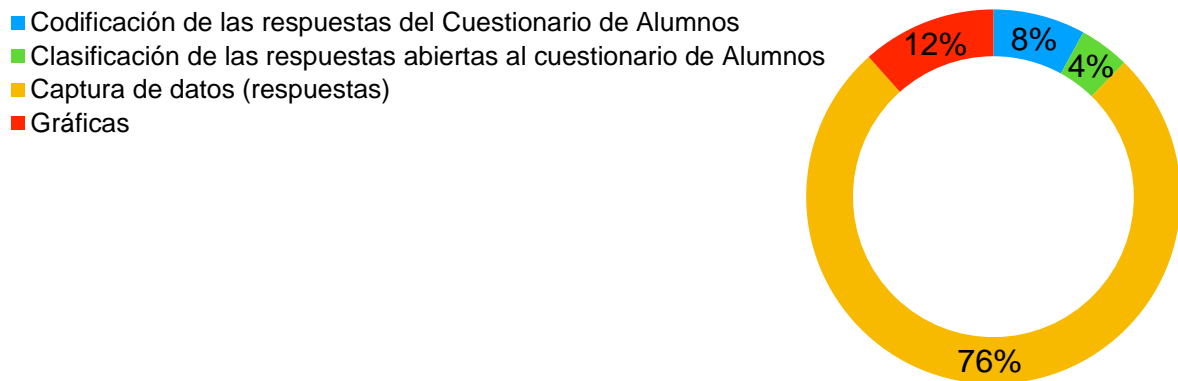 Codificación de las respuestas del Cuestionario de Alumnos
Clasificación de las respuestas abiertas al cuestionario de Alumnos
Captura de datos (respuestas)
Gráficas
12%
8%
4%
76%